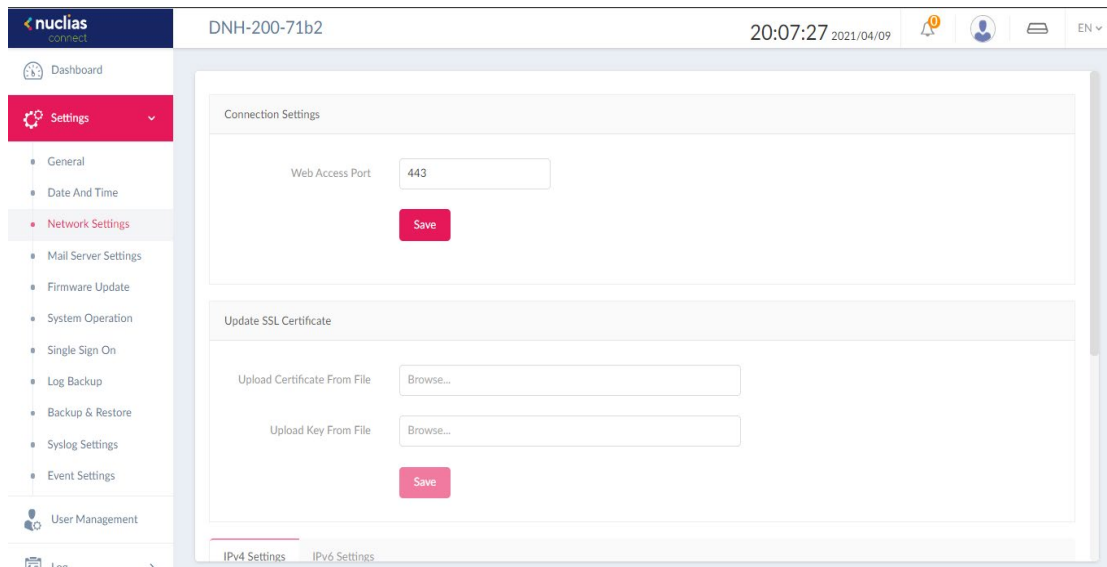 nuclias
connect
DNH-200-71b2
20:07:27 2021/04/09
0
EN
Dashboard
Settings
General
Date And Time
Network Settings
Mail Server Settings
Firmware Update
System Operation
Single Sign On
Log Backup
Backup & Restore
Syslog Settings
Event Settings
User Management
Log
Connection Settings
Web Access Port
443
Save
Update SSL Certificate
Upload Certificate From File
Browse...
Upload Key From File
Browse...
Save
IPv4 Settings
IPv6 Settings